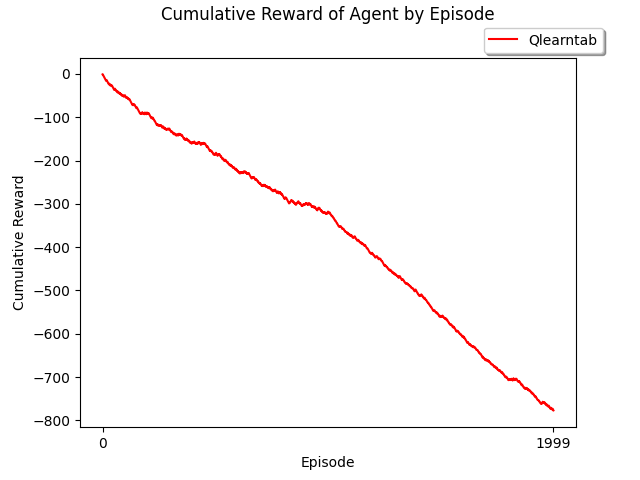 Cumulative Reward of Agent by Episode
Qlearntab
0
−100
−200
−300
−400
−500
−600
−700
−800
Cumulative Reward
0
1999
Episode